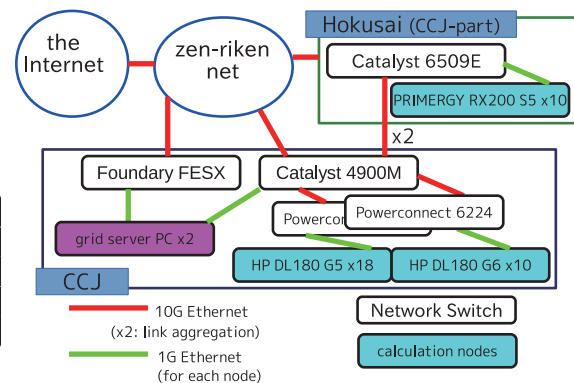 the
Internet
zen-riken
net
Hokusai (CCJ-part)
Catalyst 6509E
PRIMERGY RX200 S5 x10
x2
Foundary FESX
Catalyst 4900M
Powerconnect 6224
grid server PC x2
HP DL180 G5 x18
HP DL180 G6 x10
CCJ
10G Ethernet
(x2: link aggregation)
1G Ethernet
(for each node)
Network Switch
calculation nodes